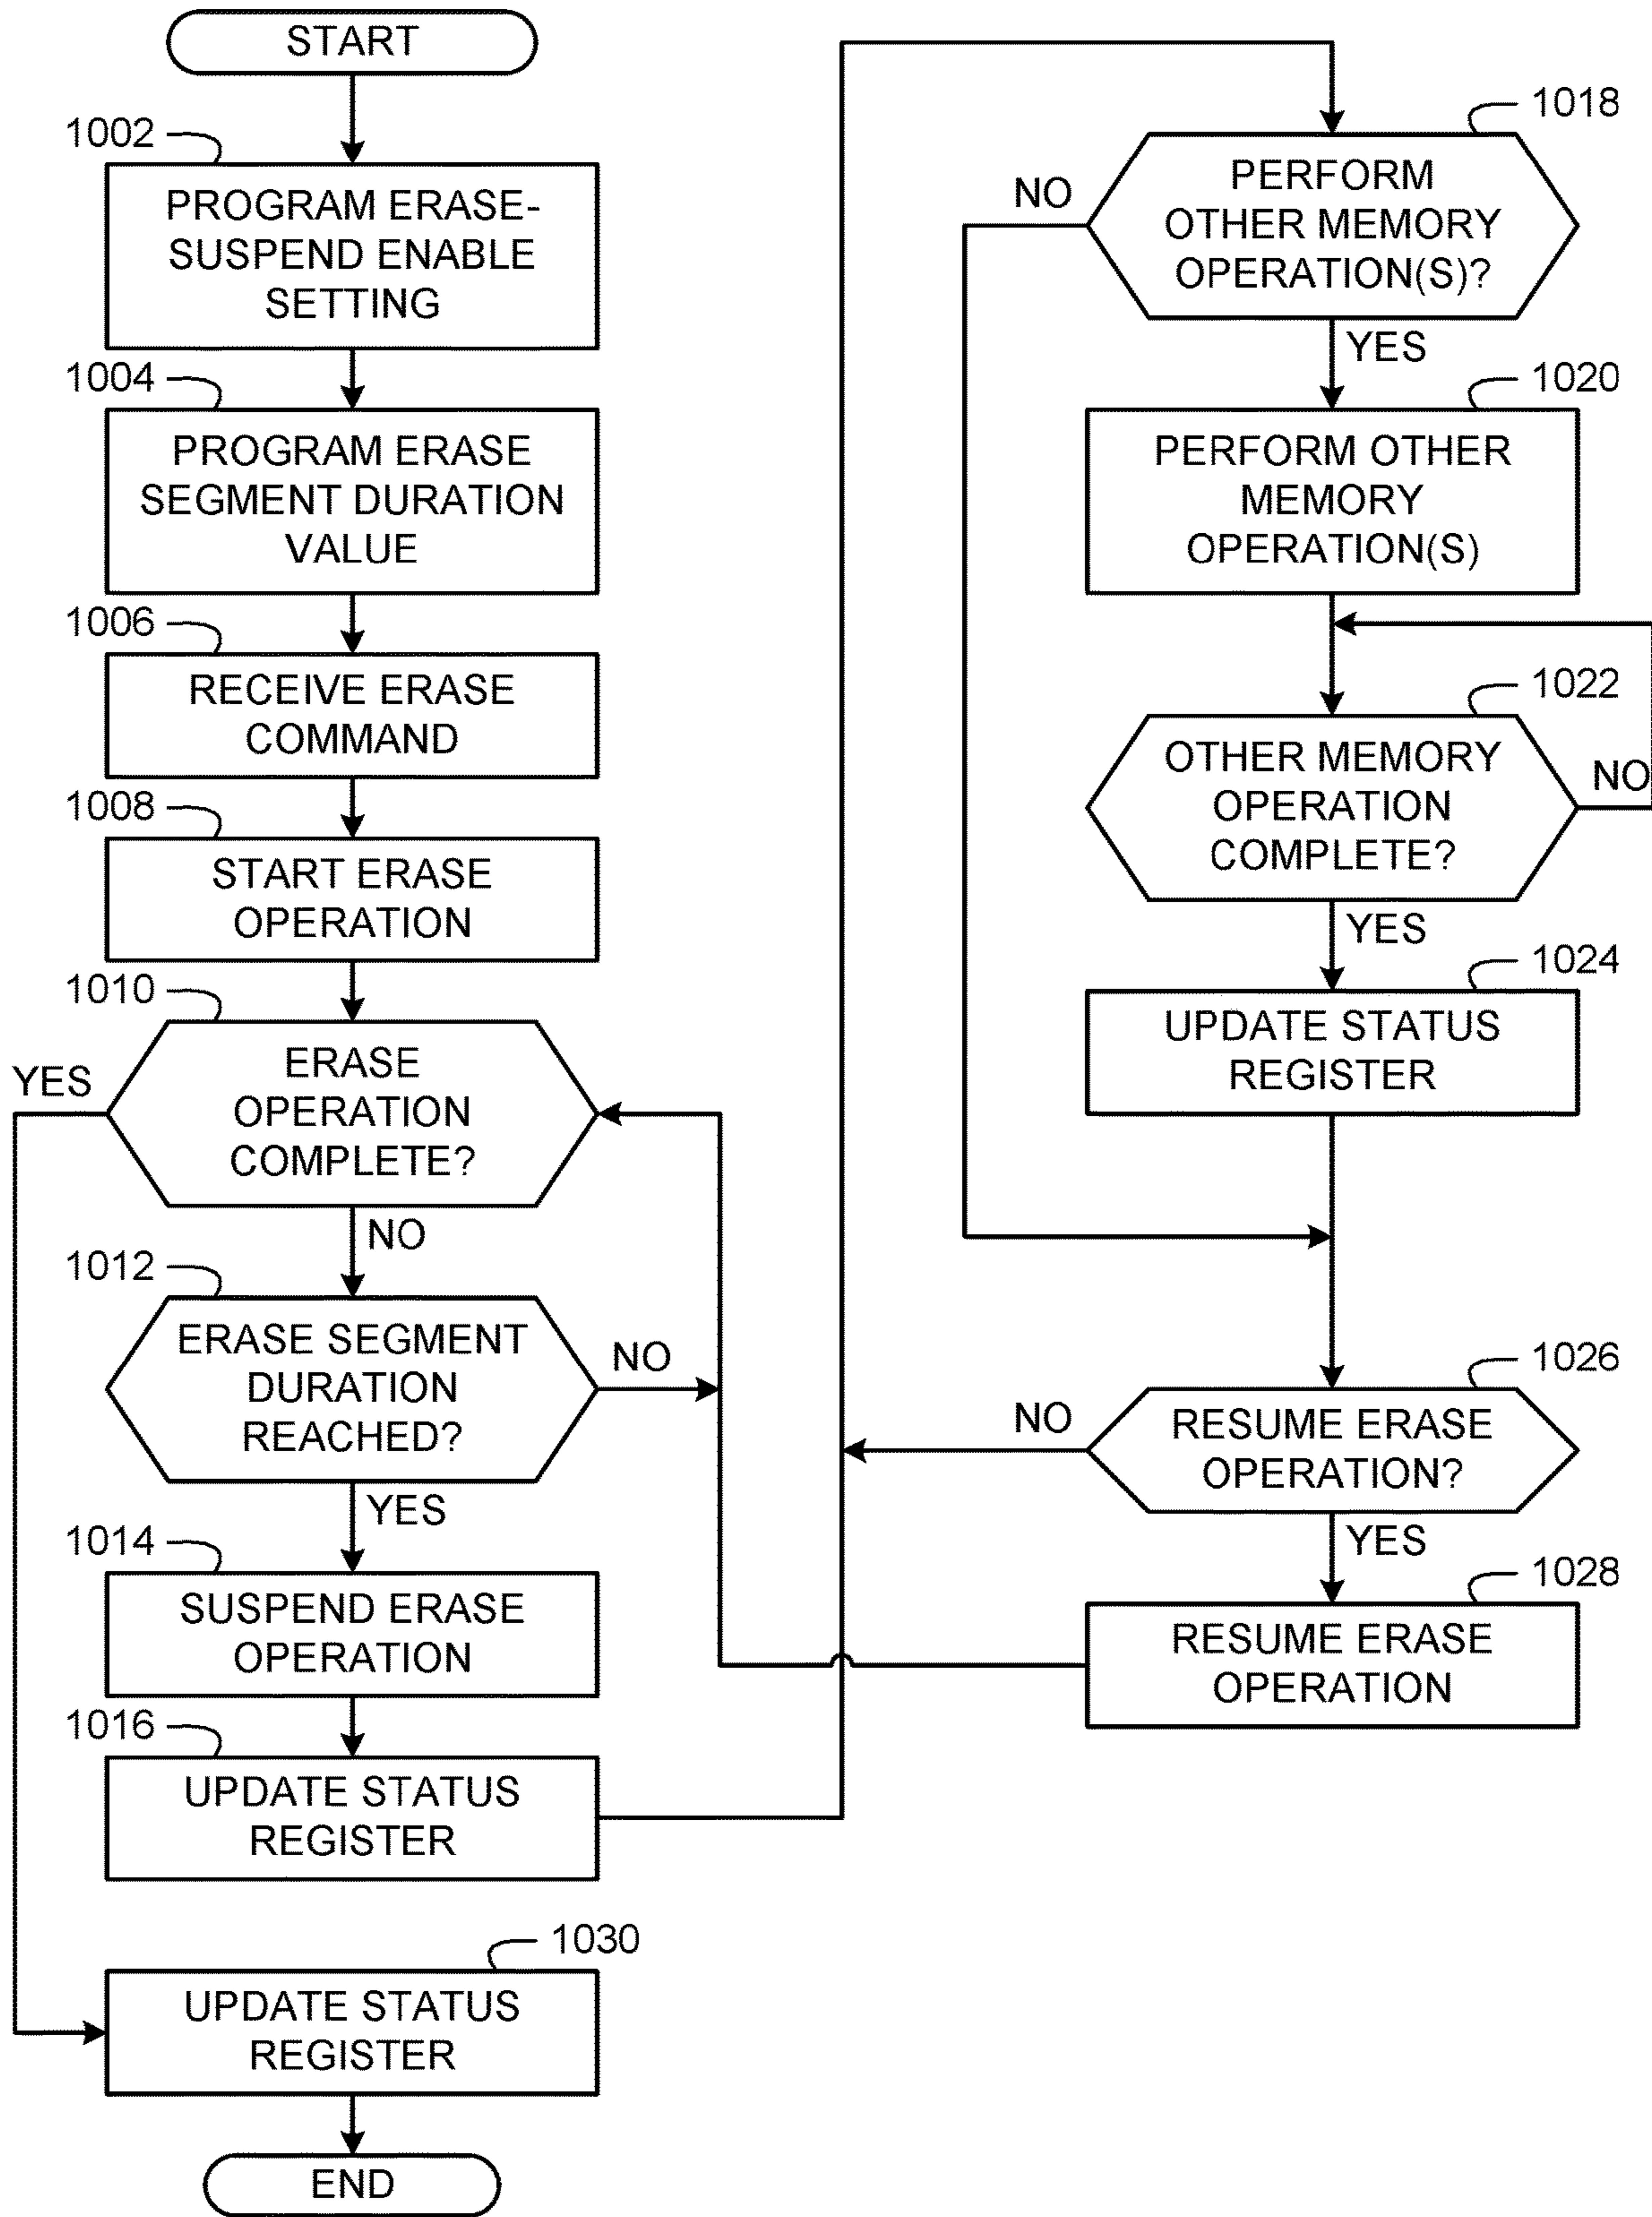 START
1002
PROGRAM ERASE-
SUSPEND ENABLE
SETTING
1004
PROGRAM ERASE
SEGMENT DURATION
VALUE
1006
RECEIVE ERASE
COMMAND
1008
START ERASE
OPERATION
1010
YES
ERASE
OPERATION
COMPLETE?
NO
1012
ERASE SEGMENT
DURATION
REACHED?
NO
YES
1014
SUSPEND ERASE
OPERATION
1016
UPDATE STATUS
REGISTER
1030
UPDATE STATUS
REGISTER
END
1018
NO
PERFORM
OTHER MEMORY
OPERATION(S)?
YES
1020
PERFORM OTHER
MEMORY
OPERATION(S)
1022
OTHER MEMORY
OPERATION
COMPLETE?
NO
YES
1024
UPDATE STATUS
REGISTER
1026
NO
RESUME ERASE
OPERATION?
YES
1028
RESUME ERASE
OPERATION